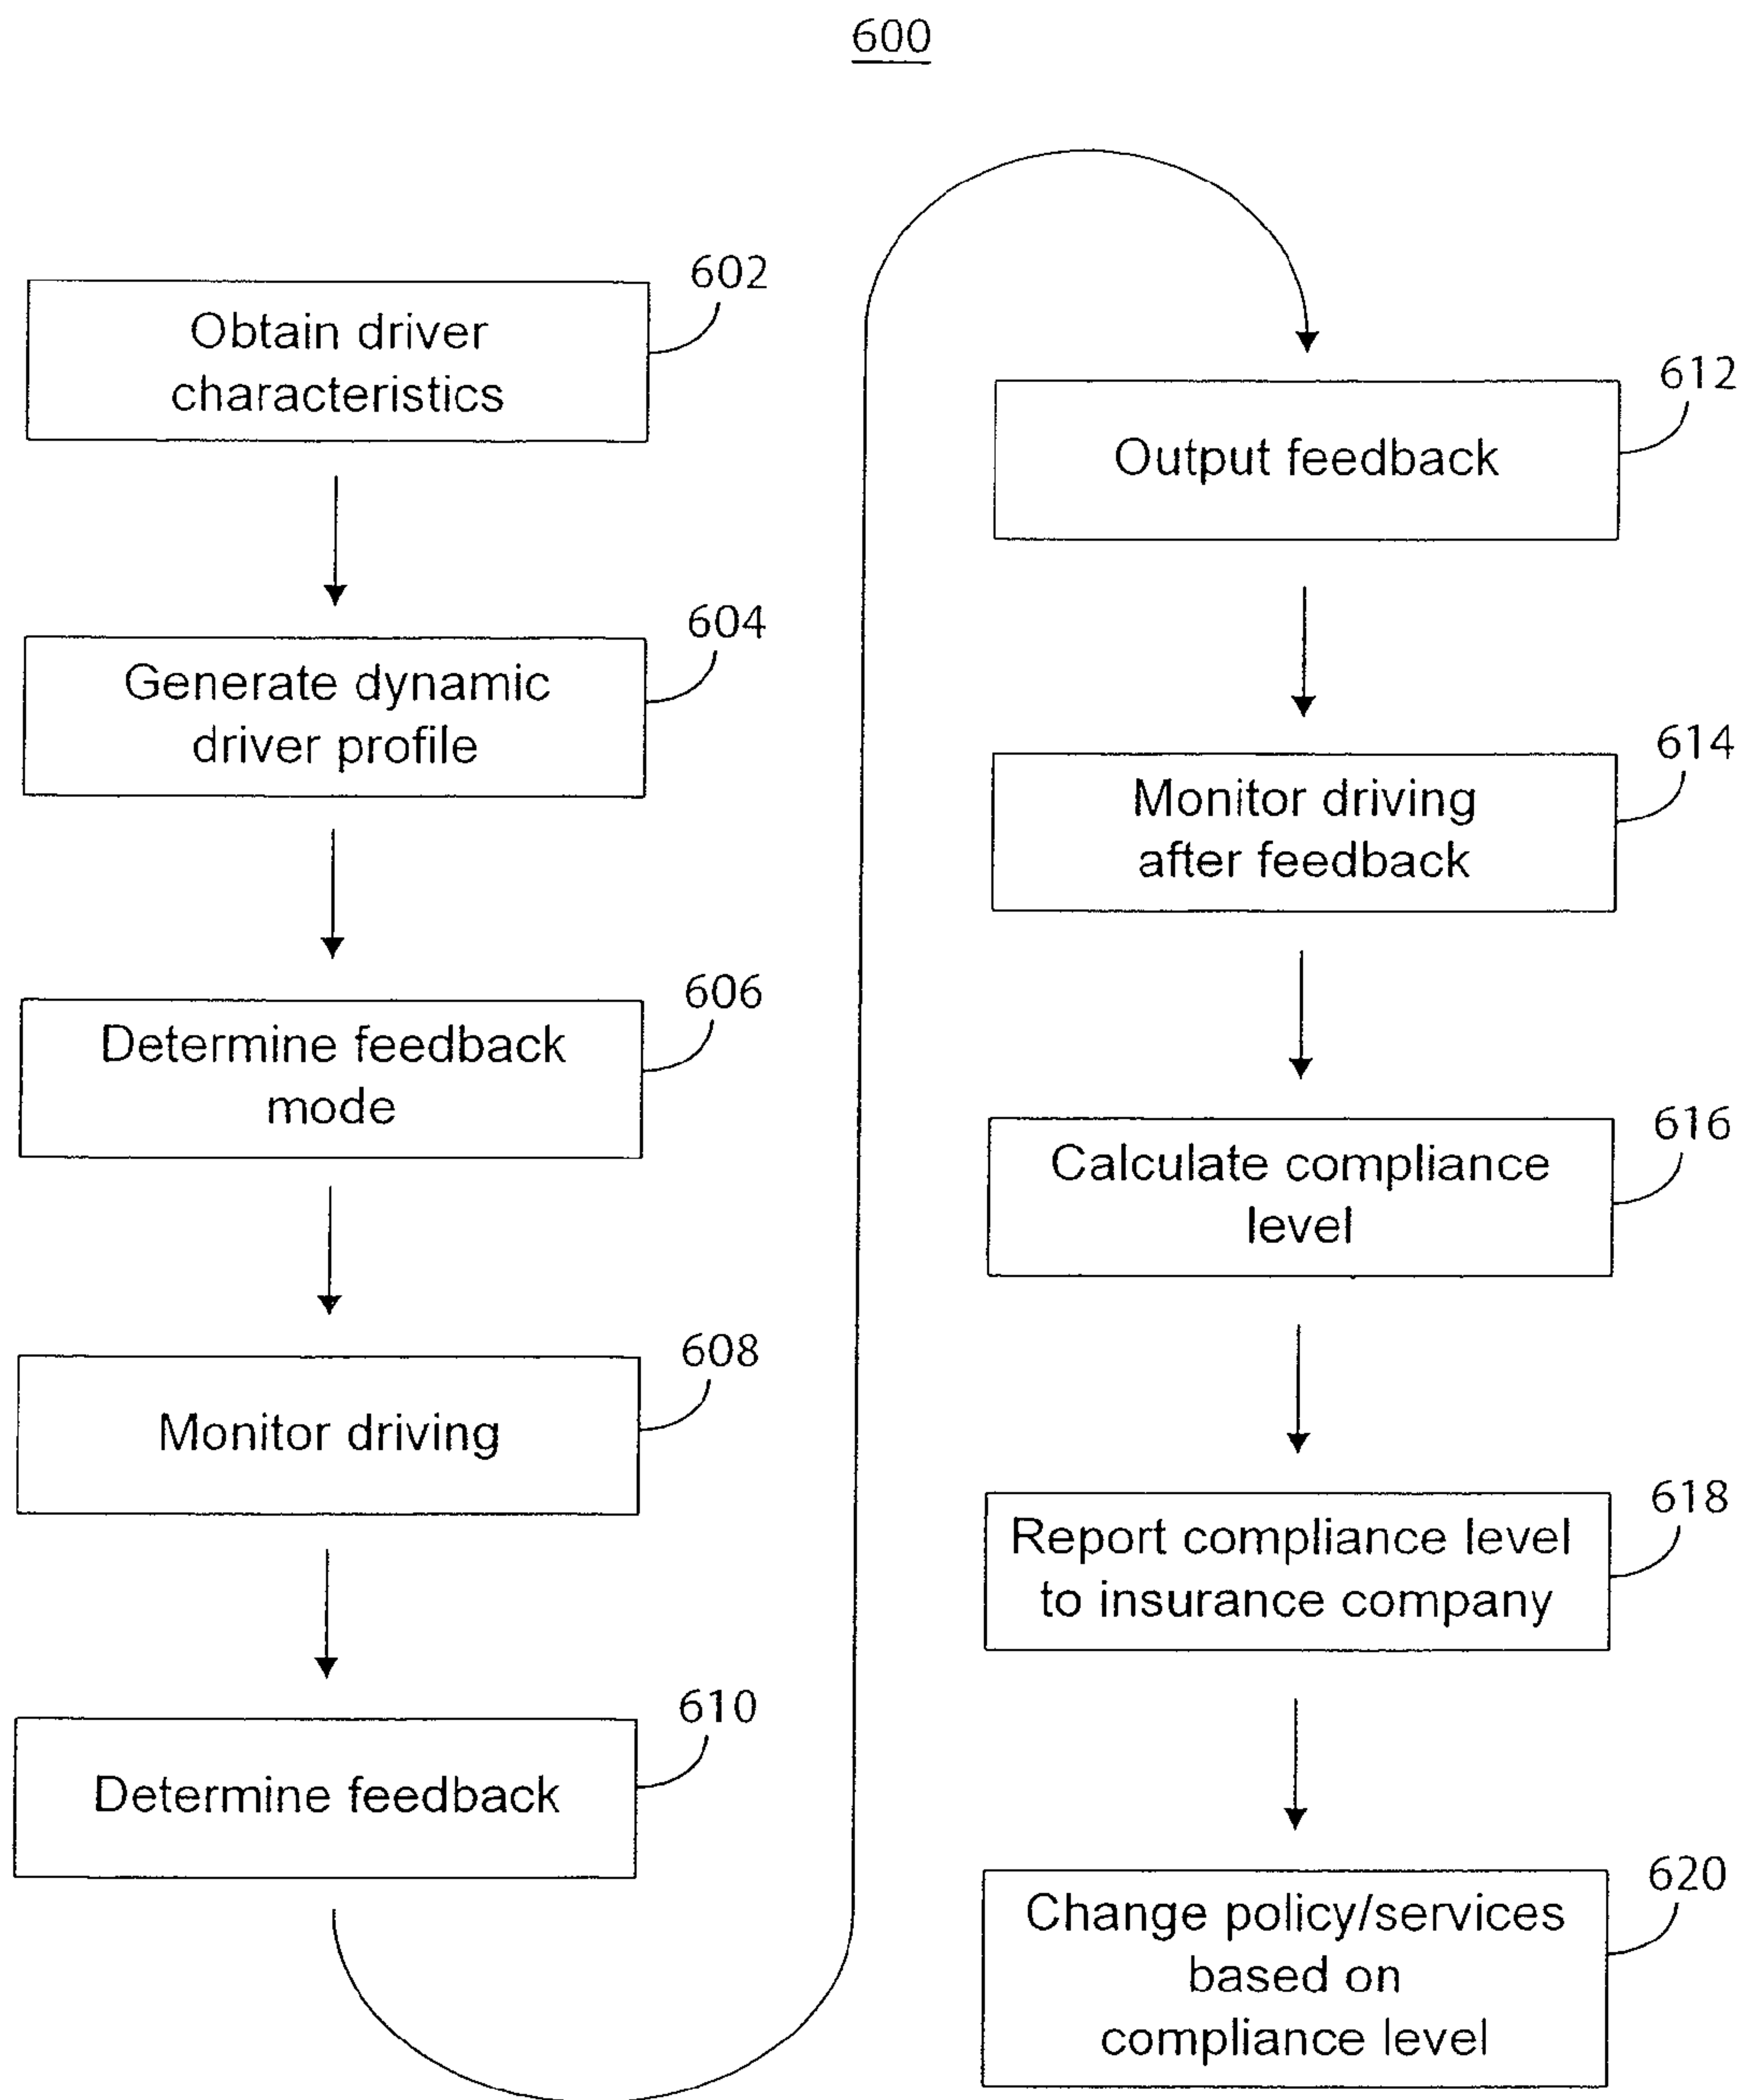 600
602
Obtain driver
characteristics
604
Generate dynamic
driver profile
606
Determine feedback
mode
608
Monitor driving
610
Determine feedback
612
Output feedback
614
Monitor driving
after feedback
616
Calculate compliance
level
618
Report compliance level
to insurance company
620
Change policy/services
based on
compliance level